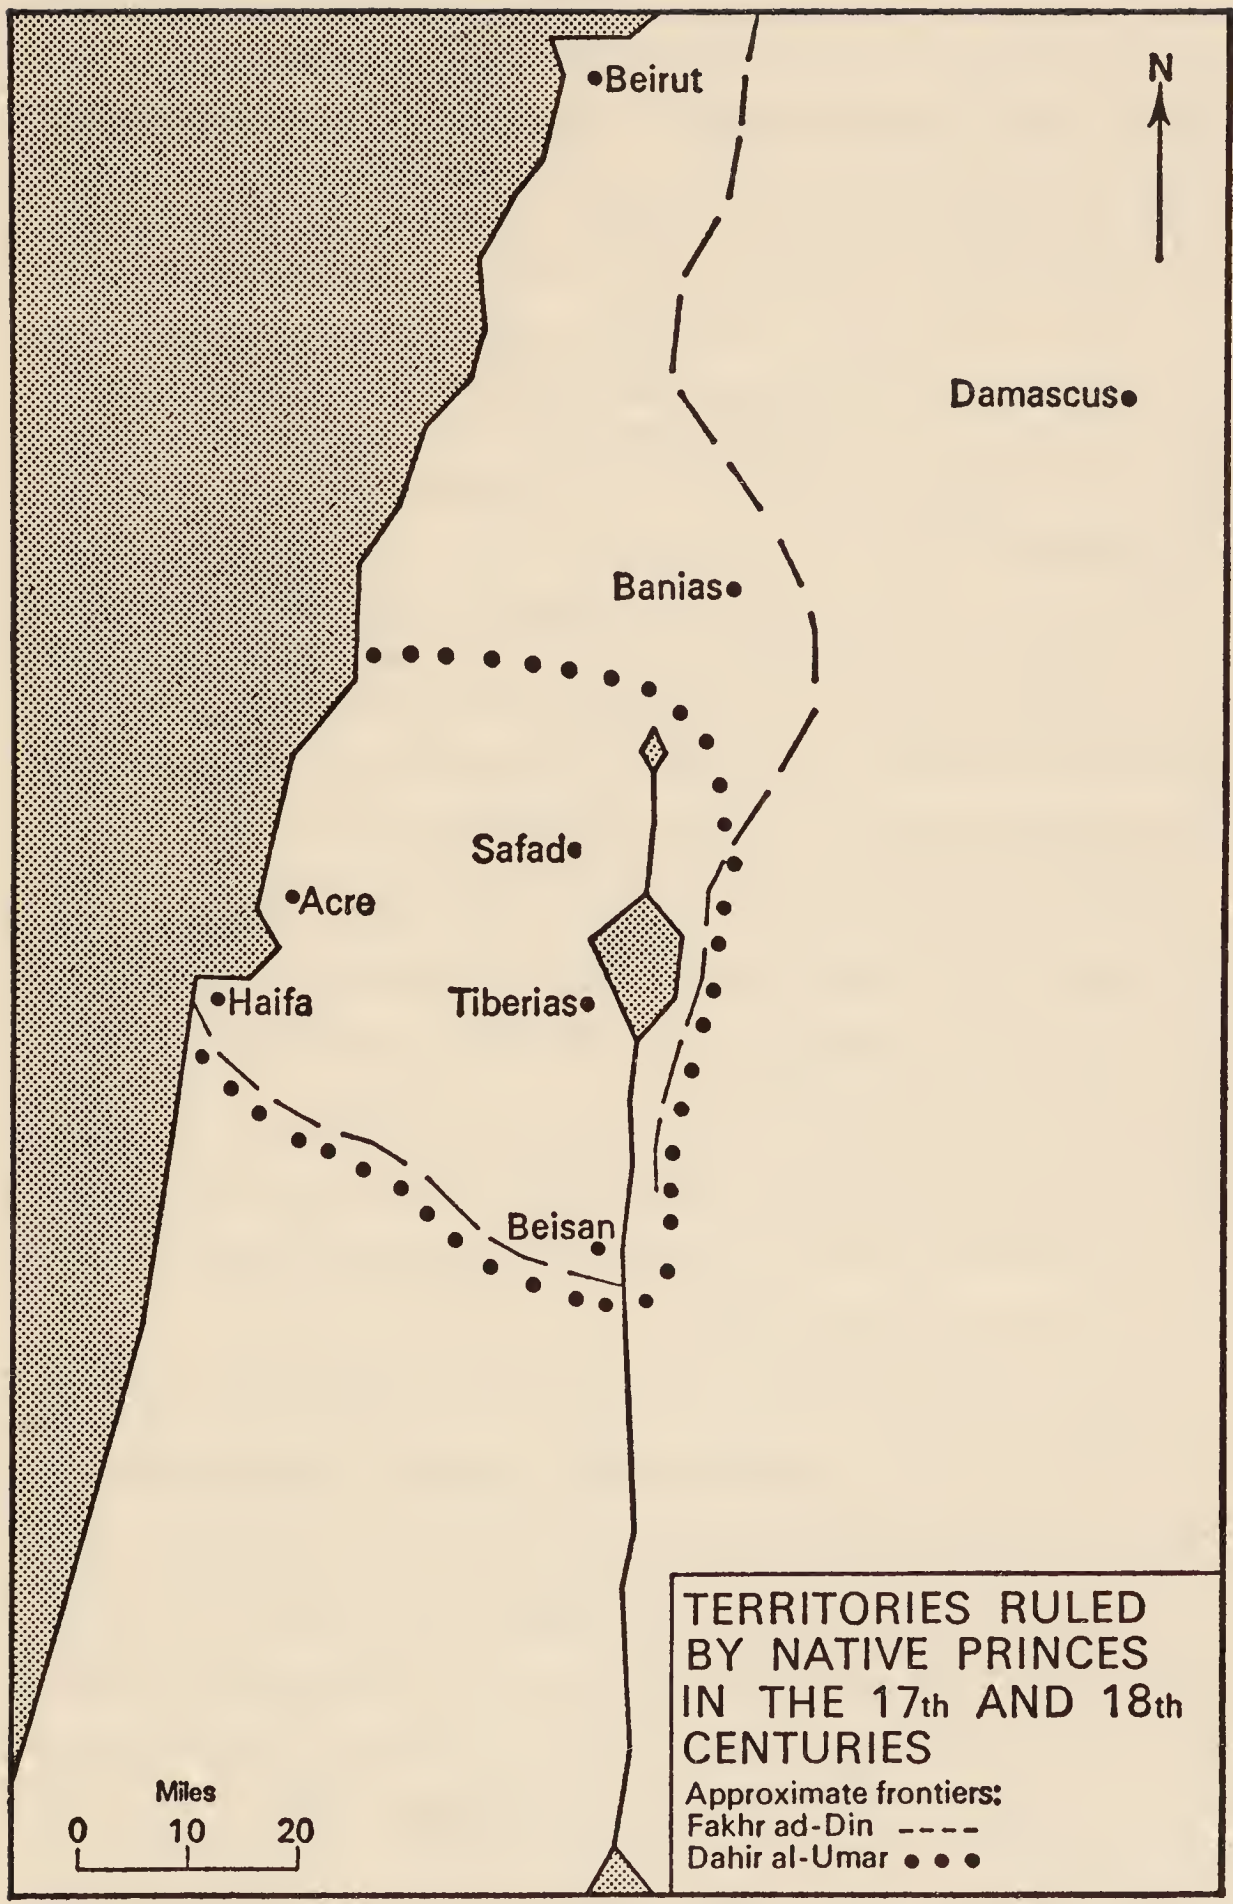 N
Beirut
Damascus
Banias
Safad
Acre
Haifa
Tiberias
Beisan
TERRITORIES RULED
BY NATIVE PRINCES
IN THE 17th AND 18th
CENTURIES
Approximate frontiers:
Fakhr ad-Din
Dahir al-Umar
Miles
0 10 20